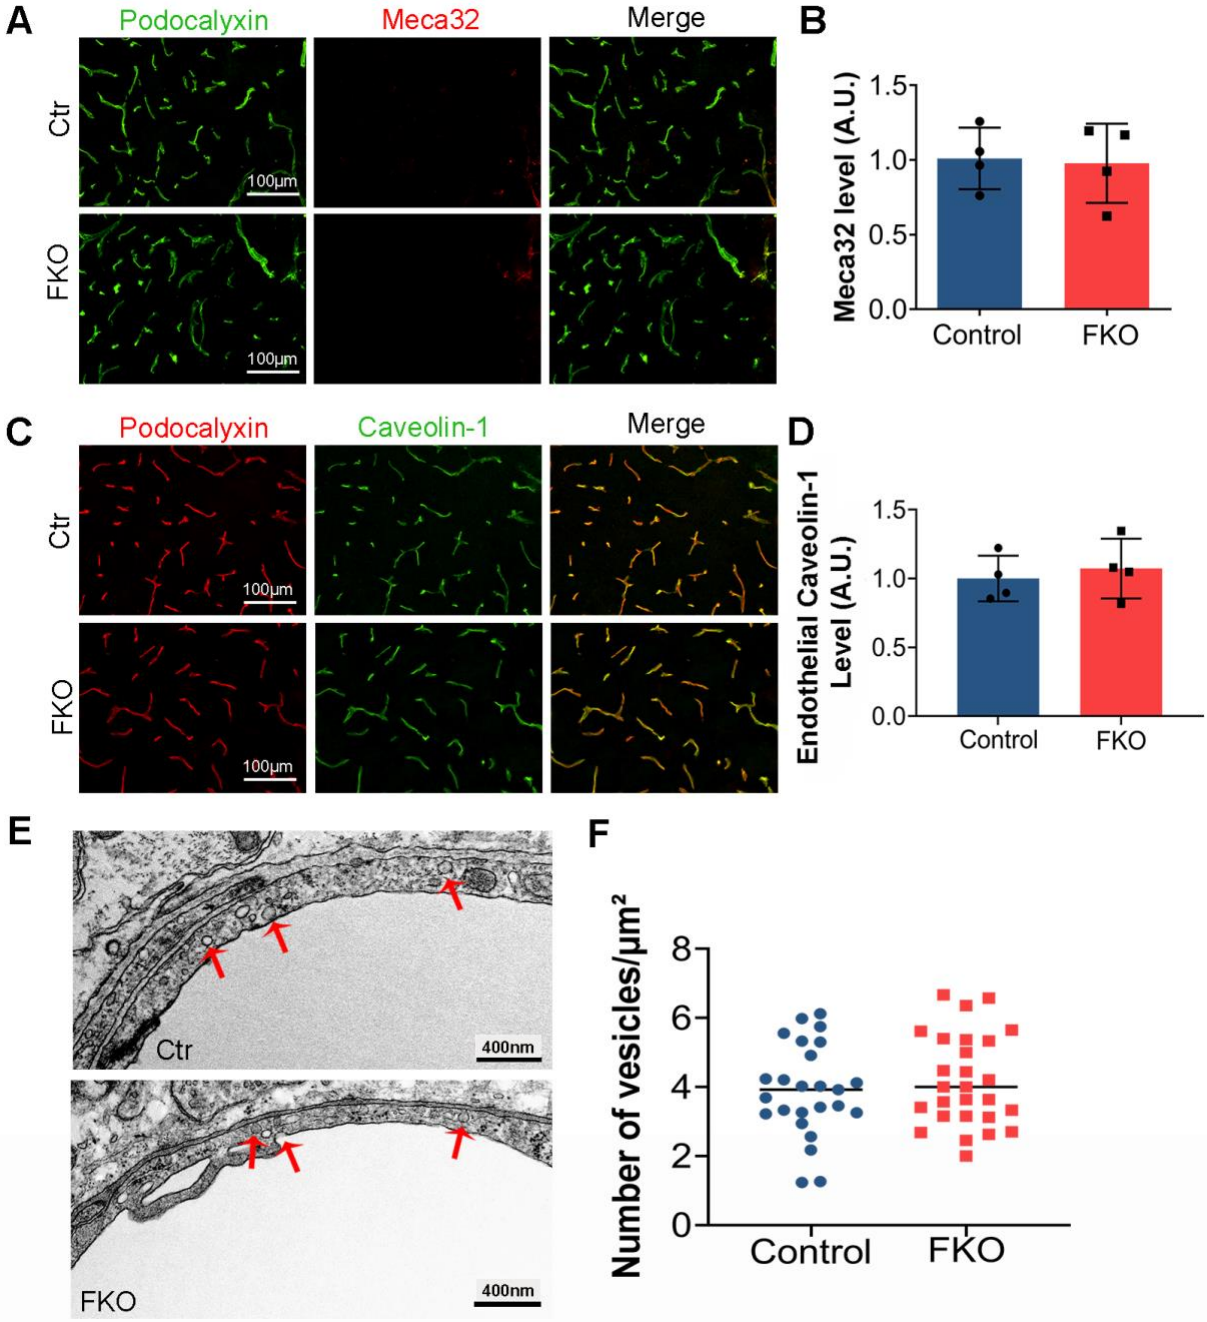 A
Podocalyxin Meca32 Merge
Ctr
100µm
FKO
100µm
B
Meca32 level (A.U.)
1.5
1.0
0.5
0.0
Control FKO
C
Podocalyxin Caveolin-1 Merge
Ctr
100µm
FKO
100µm
D
Endothelial Caveolin-1
Level (A.U.)
1.5
1.0
0.5
0.0
Control FKO
E
Ctr
400nm
FKO
400nm
F
Number of vesicles/µm²
8
6
4
2
0
Control FKO